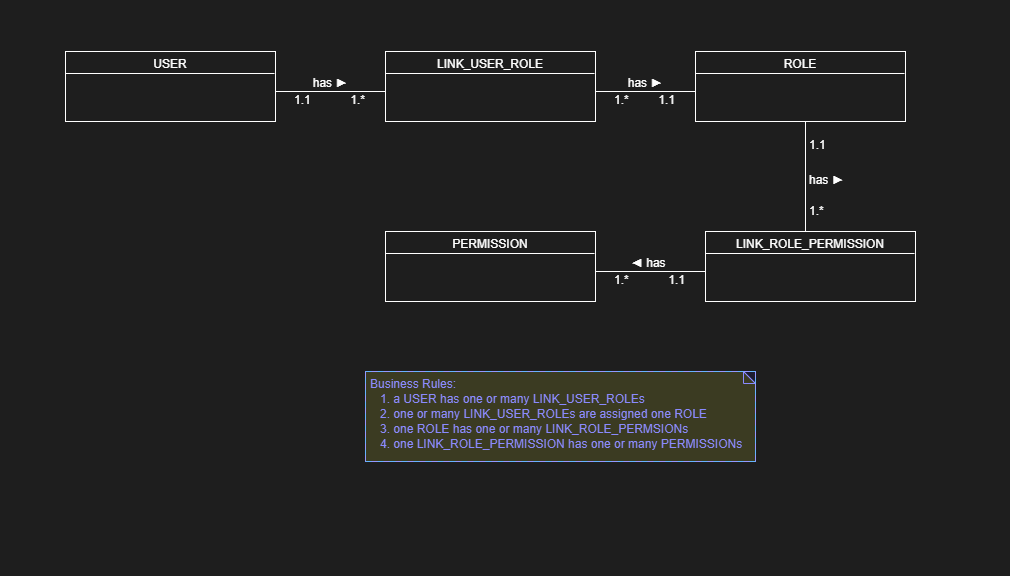 USER
LINK_USER_ROLE
ROLE
has ►
1.1
1.*
has ►
1.*
1.1
1.1
has ►
1.*
PERMISSION
LINK_ROLE_PERMISSION
◄ has
1.*
1.1
Business Rules:
1. a USER has one or many LINK_USER_ROLEs
2. one or many LINK_USER_ROLEs are assigned one ROLE
3. one ROLE has one or many LINK_ROLE_PERMSIONs
4. one LINK_ROLE_PERMISSION has one or many PERMISSIONs